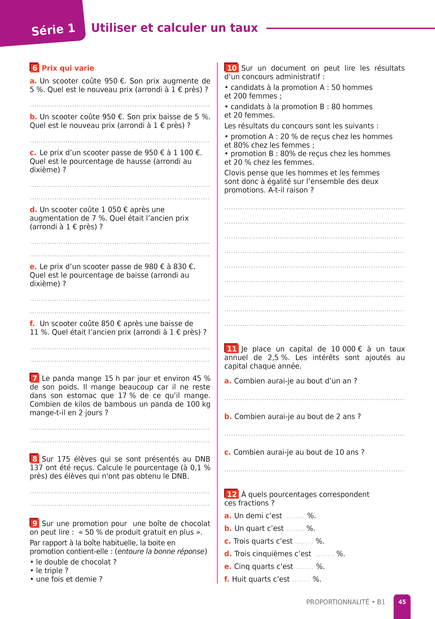 Série 1
Utiliser et calculer un taux
6 Prix qui varie
a. Un scooter coûte 950 €. Son prix augmente de
5 %. Quel est le nouveau prix (arrondi à 1 € près) ?
b. Un scooter coûte 950 €. Son prix baisse de 5 %.
Quel est le nouveau prix (arrondi à 1 € près) ?
c. Le prix d'un scooter passe de 950 € à 1 100 €.
Quel est le pourcentage de hausse (arrondi au
dixième) ?
d. Un scooter coûte 1 050 € après une
augmentation de 7 %. Quel était l'ancien prix
(arrondi à 1 € près) ?
e. Le prix d'un scooter passe de 980 € à 830 €.
Quel est le pourcentage de baisse (arrondi au
dixième) ?
f. Un scooter coûte 850 € après une baisse de
11 %. Quel était l'ancien prix (arrondi à 1 € près) ?
7 Le panda mange 15 h par jour et environ 45 %
de son poids. Il mange beaucoup car il ne reste
dans son estomac que 17 % de ce qu'il mange.
Combien de kilos de bambous un panda de 100 kg
mange-t-il en 2 jours ?
8 Sur 175 élèves qui se sont présentés au DNB
137 ont été reçus. Calcule le pourcentage (à 0,1 %
près) des élèves qui n'ont pas obtenu le DNB.
9 Sur une promotion pour une boîte de chocolat
on peut lire : « 50 % de produit gratuit en plus ».
Par rapport à la boîte habituelle, la boite en
promotion contient-elle : (entoure la bonne réponse)
• le double de chocolat ?
• le triple ?
• une fois et demie ?
10 Sur un document on peut lire les résultats
d'un concours administratif :
• candidats à la promotion A : 50 hommes
et 200 femmes ;
• candidats à la promotion B : 80 hommes
et 20 femmes.
Les résultats du concours sont les suivants :
• promotion A : 20 % de reçus chez les hommes
et 80% chez les femmes ;
• promotion B : 80% de reçus chez les hommes
et 20 % chez les femmes.
Clovis pense que les hommes et les femmes
sont donc à égalité sur l'ensemble des deux
promotions. A-t-il raison ?
11 Je place un capital de 10 000 € à un taux
annuel de 2,5 %. Les intérêts sont ajoutés au
capital chaque année.
a. Combien aurai-je au bout d'un an ?
b. Combien aurai-je au bout de 2 ans ?
c. Combien aurai-je au bout de 10 ans ?
12 À quels pourcentages correspondent
ces fractions ?
a. Un demi c'est ........ %.
b. Un quart c'est ........ %.
c. Trois quarts c'est ........ %.
d. Trois cinquièmes c'est ........ %.
e. Cinq quarts c'est ........ %.
f. Huit quarts c'est ........ %.
PROPORTIONNALITÉ • B1 45